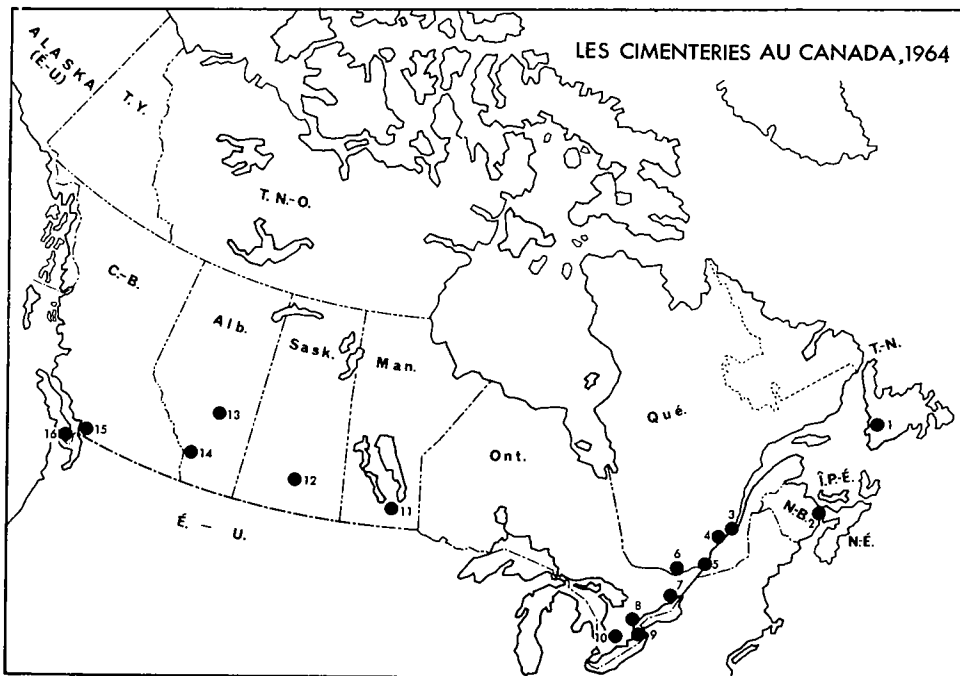 LES CIMENTERIES AU CANADA, 1964
ALASKA
(É.-U)
T.Y.
T.N.-O.
C.-B.
Alb.
Sask.
Man.
Ont.
Qué.
T.-N.
Î.P.-É.
N.-B.
N.-É.
É. – U.
1
2
3
4
5
6
7
8
9
10
11
12
13
14
15
16